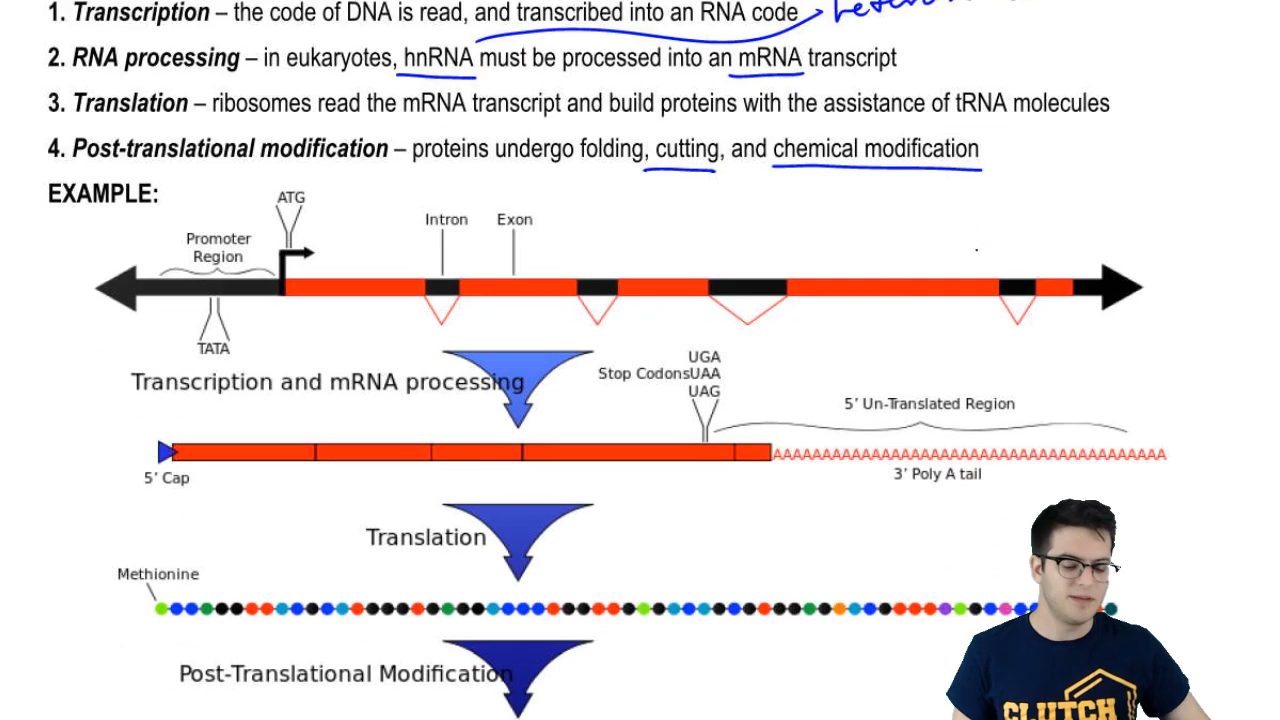 1. Transcription – the code of DNA is read, and transcribed into an RNA code
2. RNA processing – in eukaryotes, hnRNA must be processed into an mRNA transcript
3. Translation – ribosomes read the mRNA transcript and build proteins with the assistance of tRNA molecules
4. Post-translational modification – proteins undergo folding, cutting, and chemical modification
EXAMPLE:
ATG
Promoter
Region
Intron
Exon
TATA
Transcription and mRNA processing
Stop Codons
UGA
UAA
UAG
5' Un-Translated Region
AAAAAAAAAAAAAAAAAAAAAAAAAAAAAAAAAAAAAAAA
5' Cap
3' Poly A tail
Translation
Methionine
Post-Translational Modification
CLUTCH